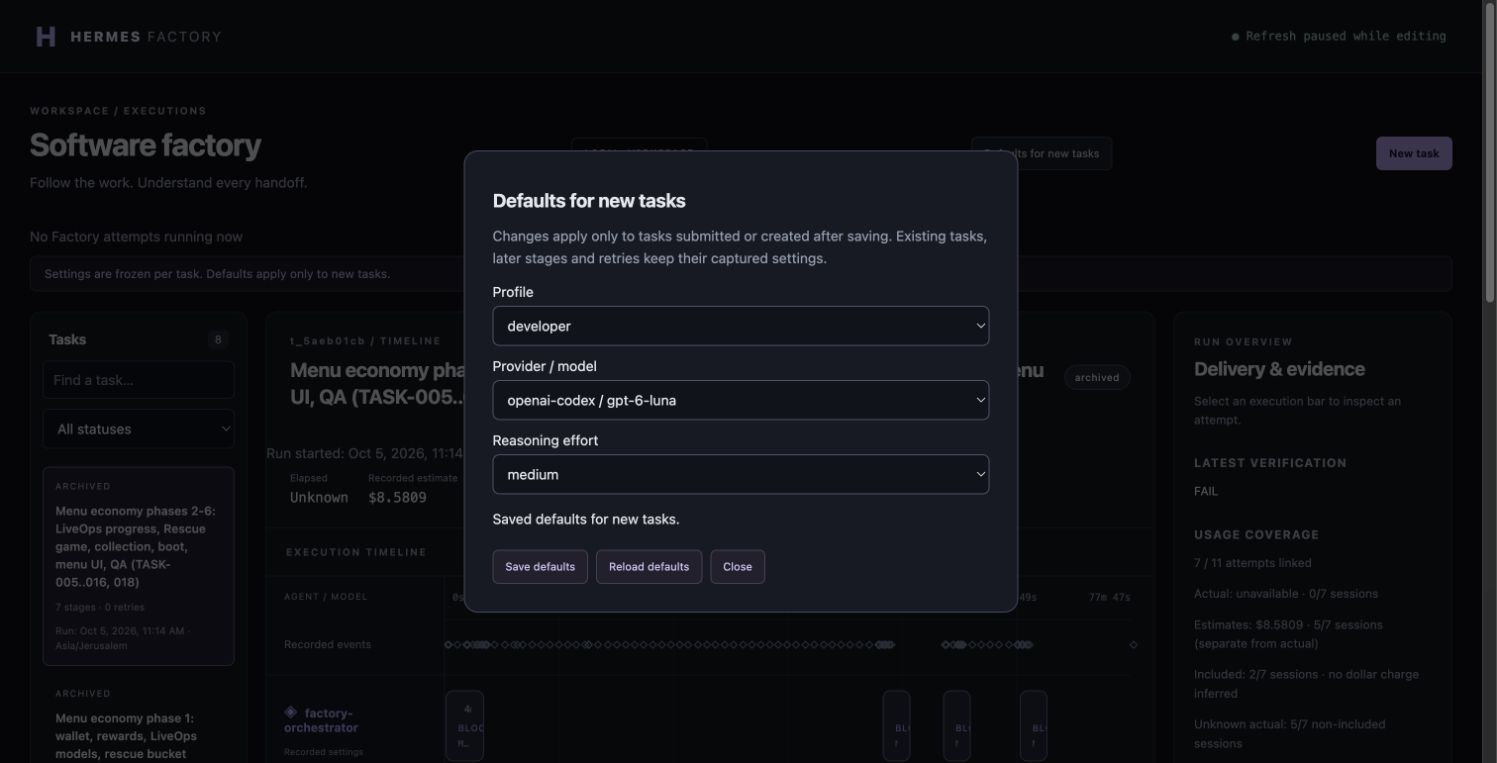 H HERMES FACTORY
Refresh paused while editing
WORKSPACE / EXECUTIONS
Software factory
Follow the work. Understand every handoff.
for new tasks
New task
No Factory attempts running now
Settings are frozen per task. Defaults apply only to new tasks.
Tasks
8
Find a task...
All statuses
ARCHIVED
Menu economy phases 2-6:
LiveOps progress, Rescue
game, collection, boot,
menu UI, QA (TASK-
005..016, 018)
7 stages · 0 retries
Run: Oct 5, 2026, 11:14 AM ·
Asia/Jerusalem
ARCHIVED
Menu economy phase 1:
wallet, rewards, LiveOps
models, rescue bucket
t_5aeb01cb / TIMELINE
Menu economy pha
UI, QA (TASK-005..
archived
Run started: Oct 5, 2026, 11:14
Elapsed
Unknown
Recorded estimate
$8.5809
EXECUTION TIMELINE
AGENT / MODEL
0s
49s
77m 47s
Recorded events
factory-
orchestrator
Recorded settings
Defaults for new tasks
Changes apply only to tasks submitted or created after saving. Existing tasks,
later stages and retries keep their captured settings.
Profile
developer
Provider / model
openai-codex / gpt-6-luna
Reasoning effort
medium
Saved defaults for new tasks.
Save defaults
Reload defaults
Close
RUN OVERVIEW
Delivery & evidence
Select an execution bar to inspect an
attempt.
LATEST VERIFICATION
FAIL
USAGE COVERAGE
7 / 11 attempts linked
Actual: unavailable · 0/7 sessions
Estimates: $8.5809 · 5/7 sessions
(separate from actual)
Included: 2/7 sessions · no dollar charge
inferred
Unknown actual: 5/7 non-included
sessions